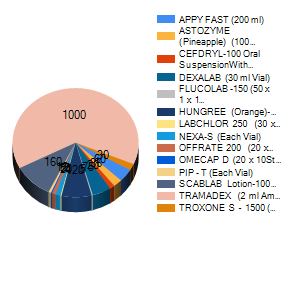 APPY FAST (200 ml)
ASTOZYME
(Pineapple) (100...
CEFDRYL-100 Oral
SuspensionWith...
DEXALAB (30 ml Vial)
FLUCOLAB -150 (50 x
1 x 1...
HUNGREE (Orange)-...
LABCHLOR 250 (30 x...
NEXA-S (Each Vial)
OFFRATE 200 (20 x...
OMECAP D (20 x 10St...
PIP - T (Each Vial)
SCABLAB Lotion-100...
TRAMADEX (2 ml Am...
TROXONE S - 1500 (...
1000
160
30